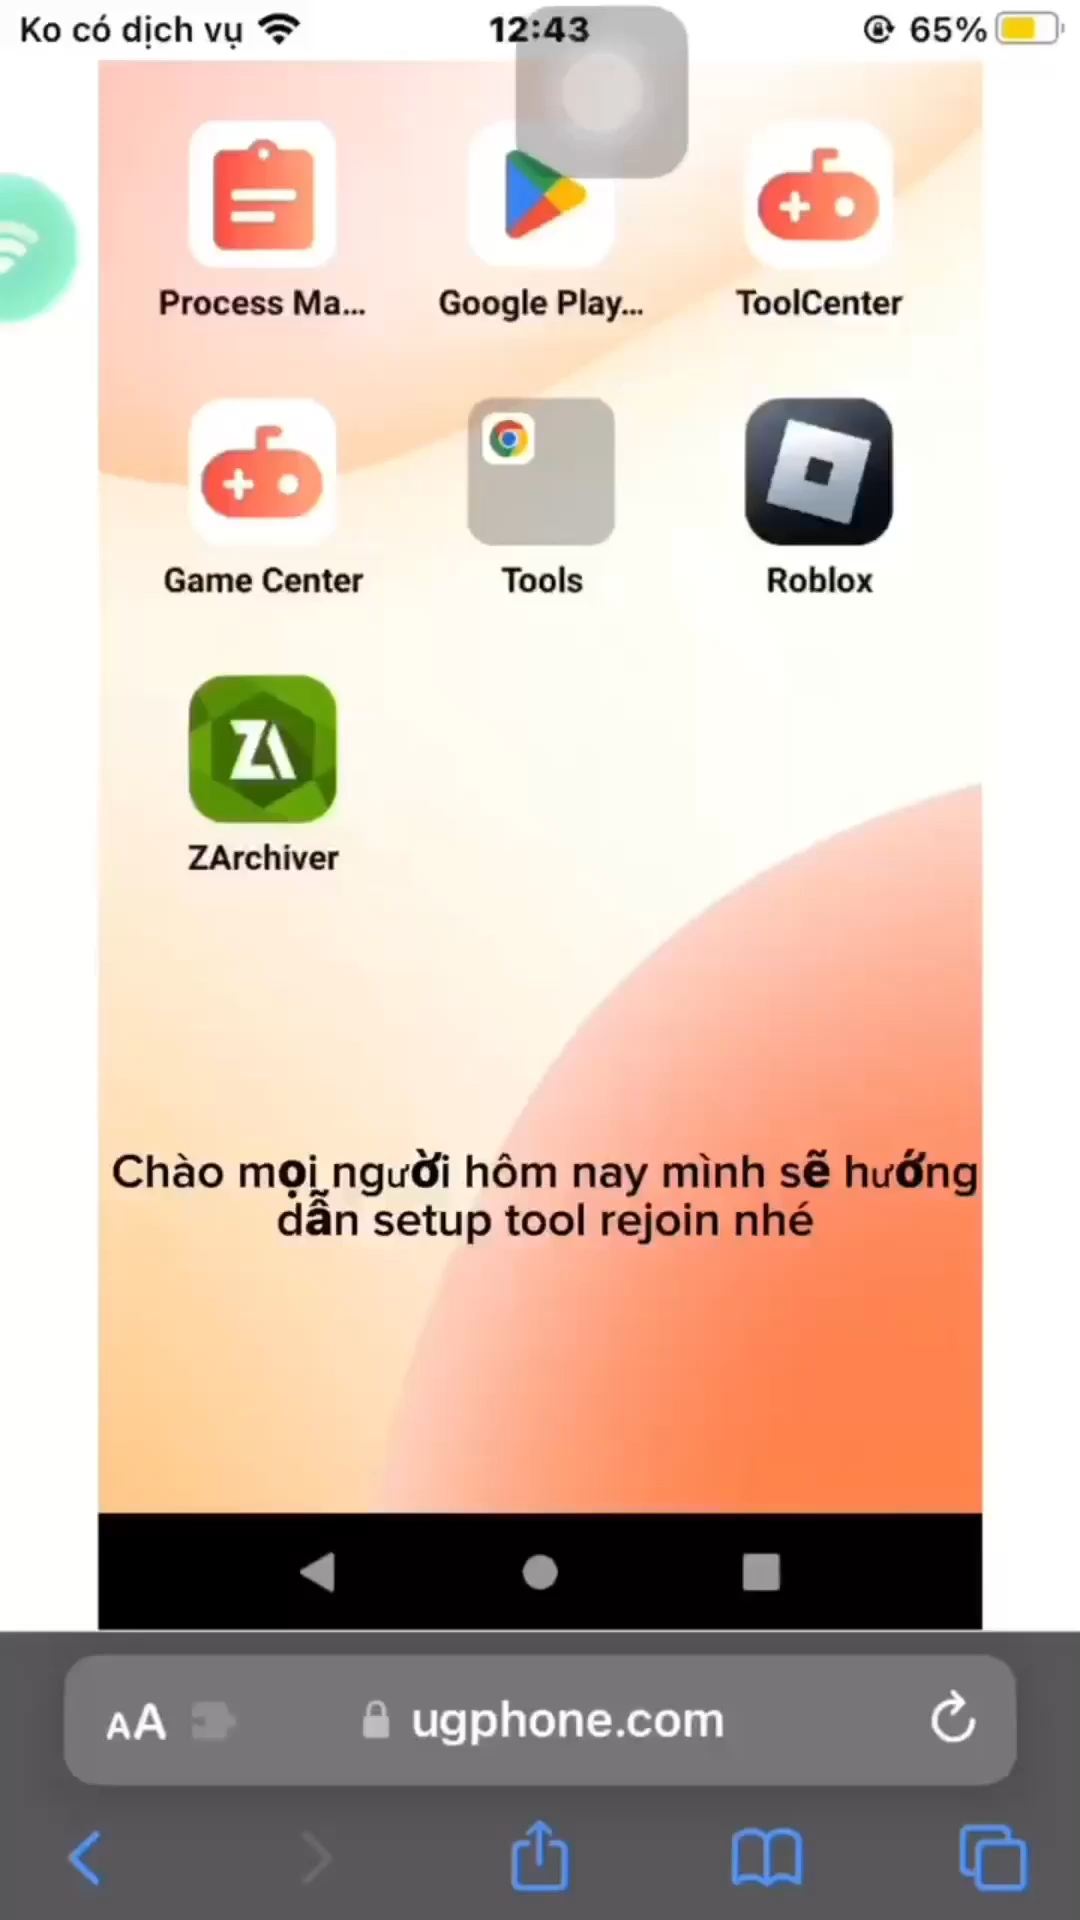 Ko có dịch vụ 12:43 65%
Process Ma... Google Play... ToolCenter
Game Center Tools Roblox
ZA
ZArchiver
Chào mọi người hôm nay mình sẽ hướng
dẫn setup tool rejoin nhé
AA ugphone.com